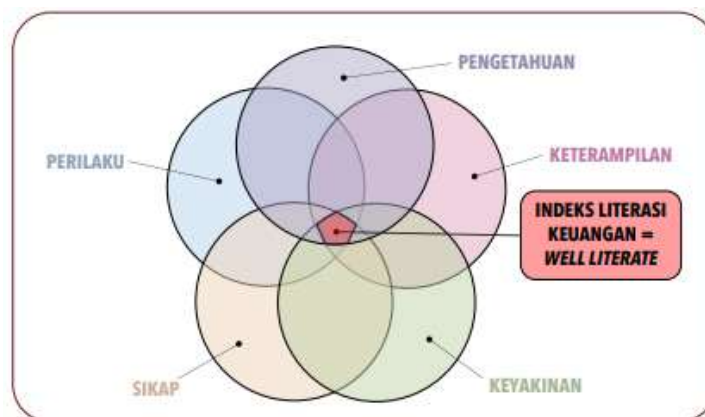 PENGETAHUAN
PERILAKU
KETERAMPILAN
INDEKS LITERASI
KEUANGAN =
WELL LITERATE
SIKAP
KEYAKINAN